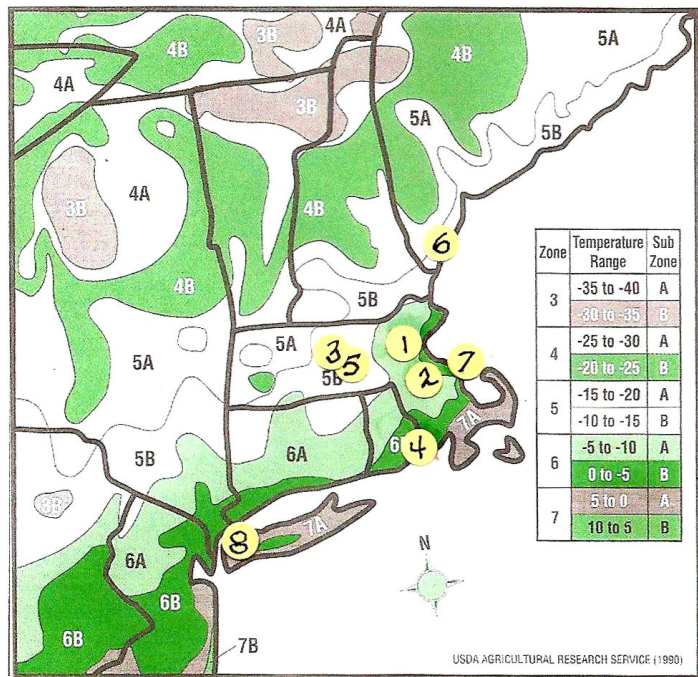 4A
5A
4B
3B
4B
4A
3B
5A
5B
4A
3B
4B
6
4B
5B
5A
3
5
5B
1
2
7
5A
7A
6A
6
4
5B
3B
8
7A
6A
6B
6B
7B
N
Zone Temperature Range Sub Zone
3 -35 to -40 A
-30 to -35 B
4 -25 to -30 A
-20 to -25 B
5 -15 to -20 A
-10 to -15 B
6 -5 to -10 A
0 to -5 B
7 5 to 0 A
10 to 5 B
USDA AGRICULTURAL RESEARCH SERVICE (1990)